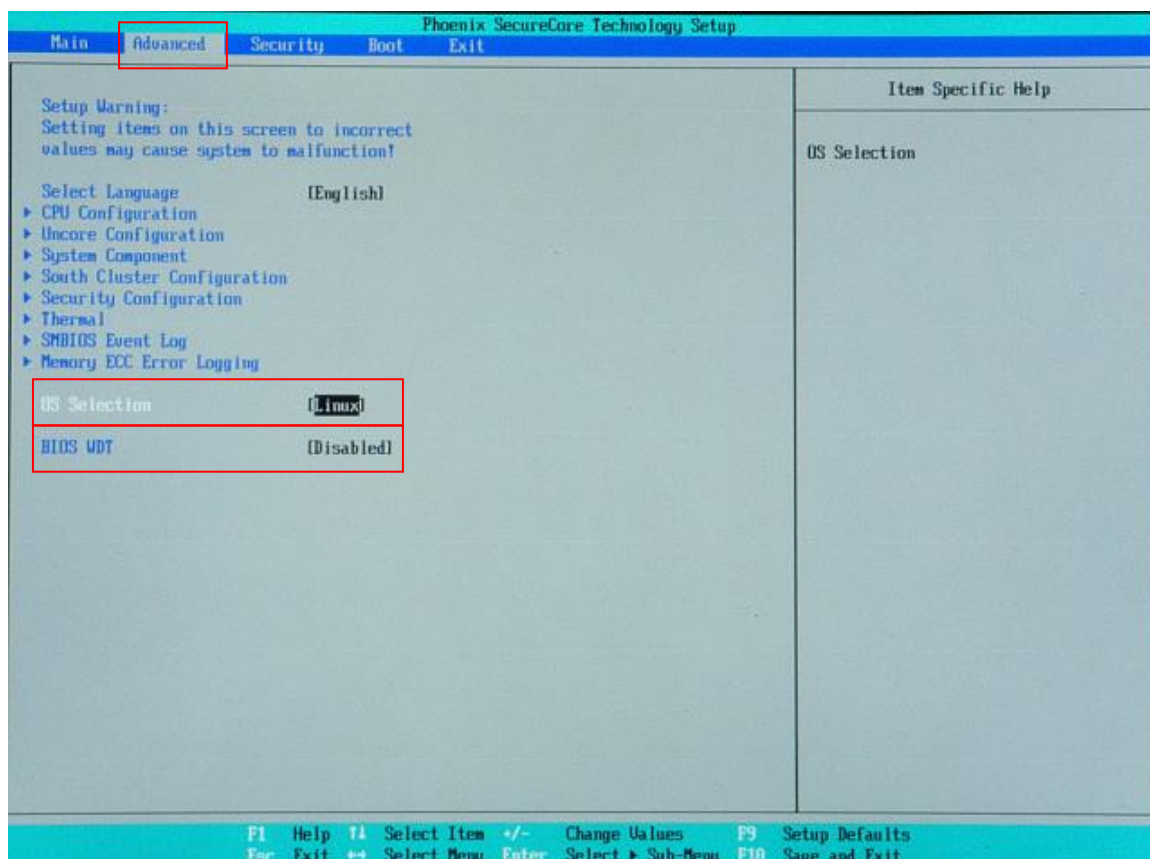 Phoenix SecureCore Technology Setup
Main Advanced Security Boot Exit
Item Specific Help
Setup Warning:
Setting items on this screen to incorrect
values may cause system to malfunction!
OS Selection
Select Language [English]
▶ CPU Configuration
▶ Uncore Configuration
▶ System Component
▶ South Cluster Configuration
▶ Security Configuration
▶ Thermal
▶ SMBIOS Event Log
▶ Memory ECC Error Logging
OS Selection [Linux]
BIOS WDT [Disabled]
F1 Help ↑↓ Select Item +/- Change Values F9 Setup Defaults
Esc Exit ←→ Select Menu Enter Select ▶ Sub-Menu F10 Save and Exit